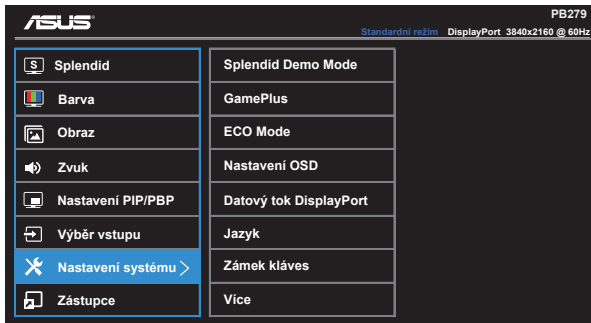 ASUS
PB279
Standardní režim DisplayPort 3840x2160 @ 60Hz
S Splendid
Barva
Obraz
Zvuk
Nastavení PIP/PBP
Výběr vstupu
Nastavení systému >
Zástupce
Splendid Demo Mode
GamePlus
ECO Mode
Nastavení OSD
Datový tok DisplayPort
Jazyk
Zámek kláves
Více